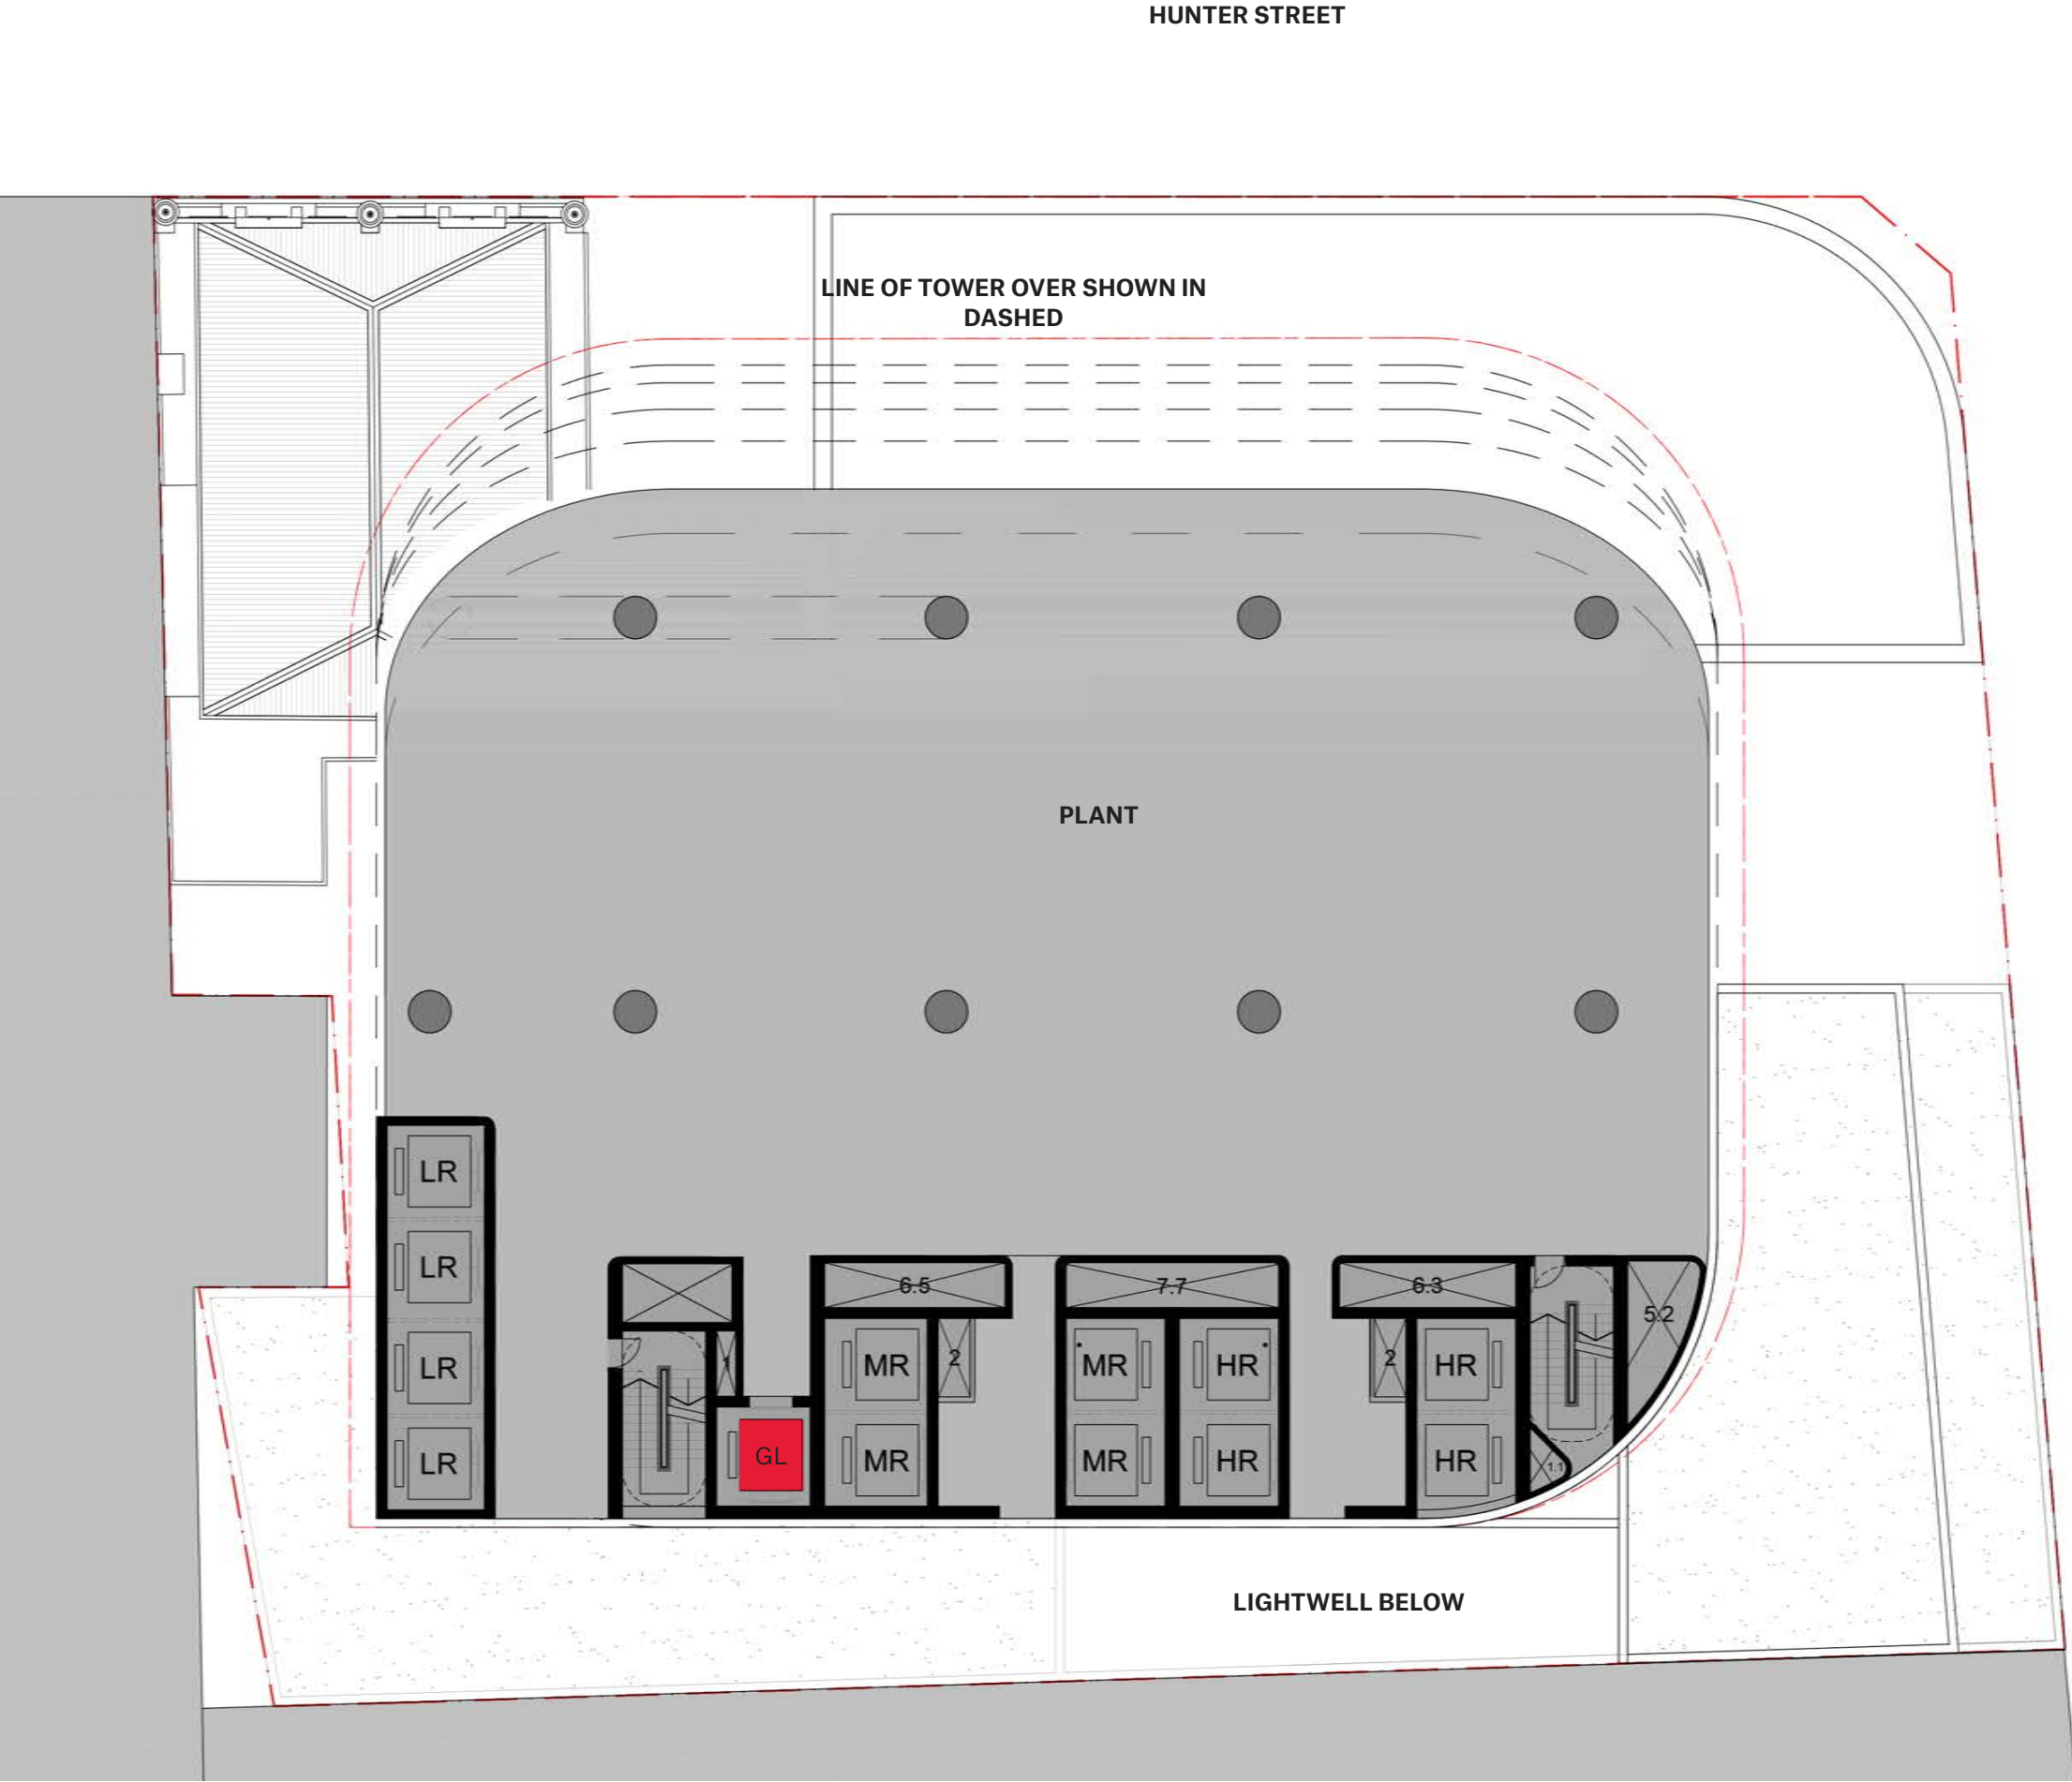 HUNTER STREET
LINE OF TOWER OVER SHOWN IN
DASHED
PLANT
LR
LR
LR
LR
6.5
7.7
6.3
5.2
1
MR
2
MR
HR
2
HR
GL
MR
MR
HR
HR
1.1
LIGHTWELL BELOW